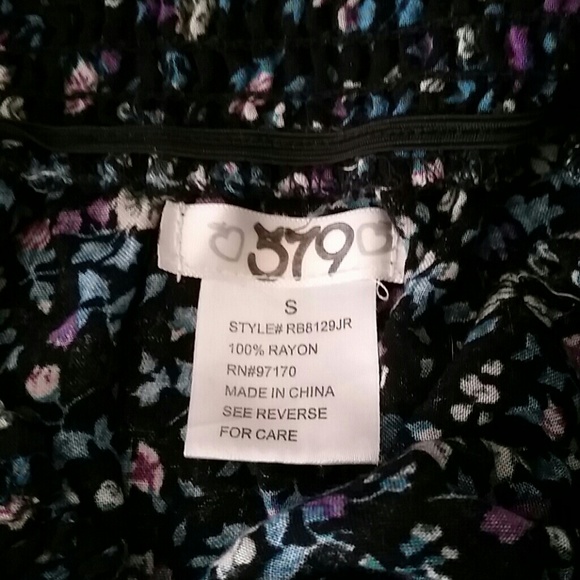 579
S
STYLE# RB8129JR
100% RAYON
RN#97170
MADE IN CHINA
SEE REVERSE
FOR CARE